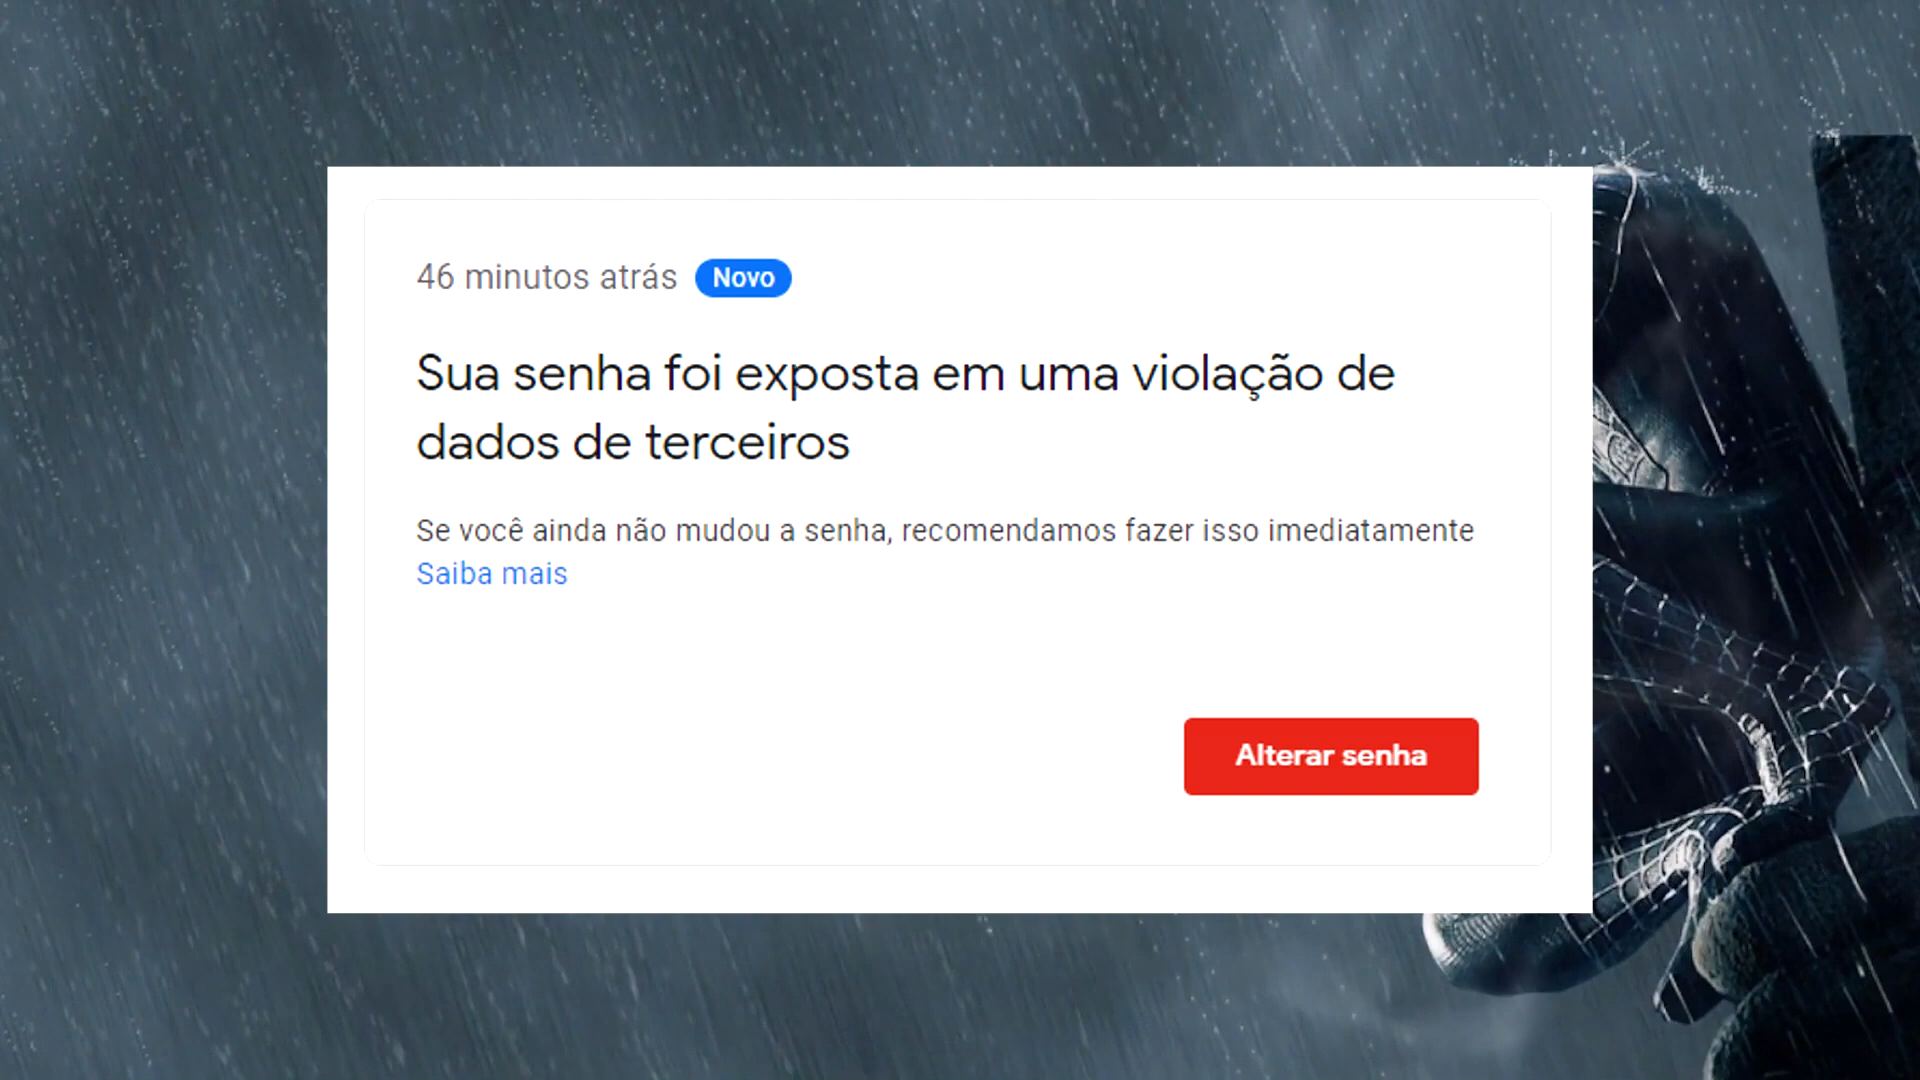 46 minutos atrás Novo
Sua senha foi exposta em uma violação de
dados de terceiros
Se você ainda não mudou a senha, recomendamos fazer isso imediatamente
Saiba mais
Alterar senha